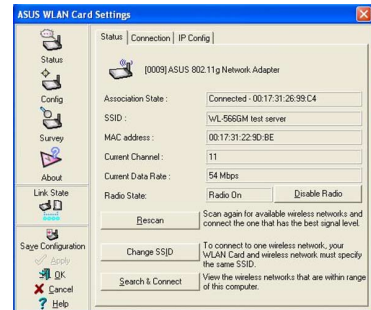 ASUS WLAN Card Settings
Status
Config
Survey
About
Link State
Save Configuration
Apply
OK
Cancel
Help
Status Connection IP Config
[0009] ASUS 802.11g Network Adapter
Association State : Connected - 00:17:31:26:99:C4
SSID : WL-566GM test server
MAC address : 00:17:31:22:9D:BE
Current Channel : 11
Current Data Rate : 54 Mbps
Radio State: Radio On Disable Radio
Rescan
Scan again for available wireless networks and
connect the one that has the best signal level.
Change SSID
To connect to one wireless network, your
WLAN Card and wireless network must specify
the same SSID.
Search & Connect
View the wireless networks that are within range
of this computer.